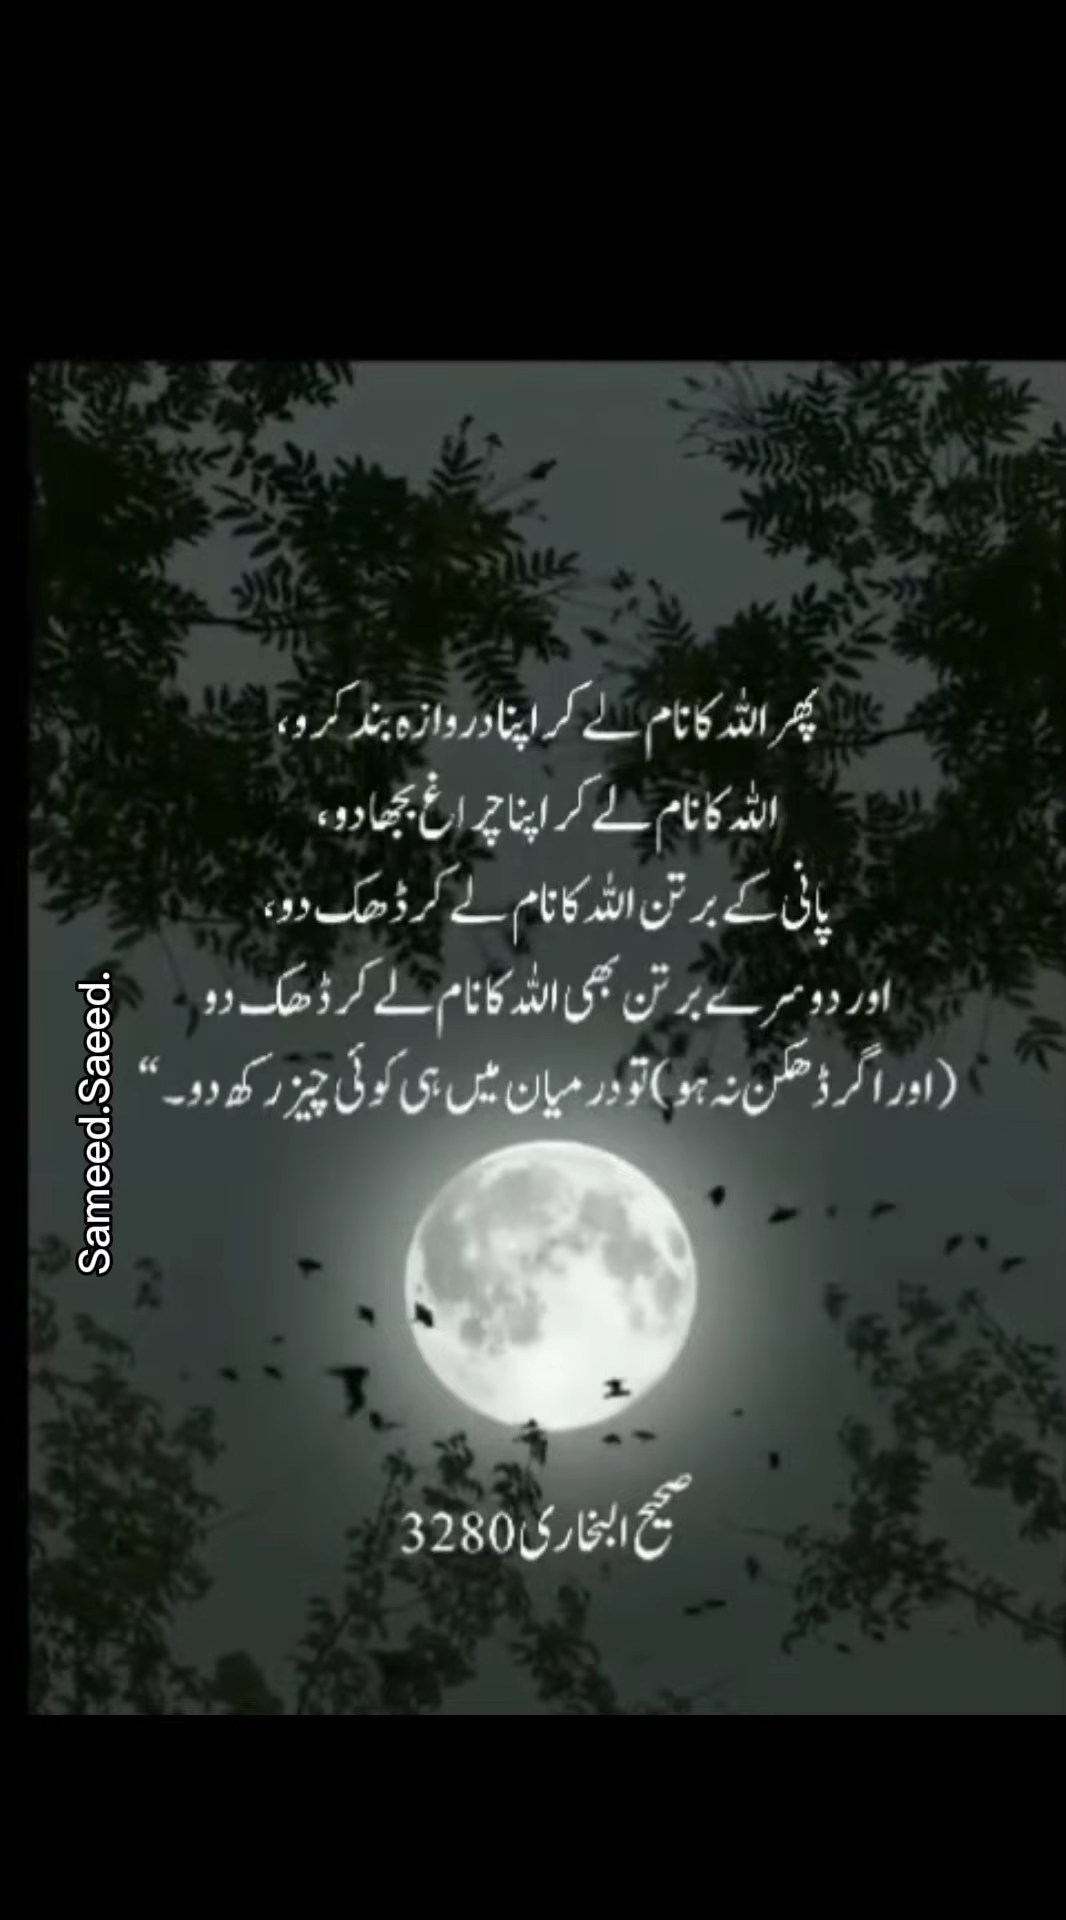 پھر اللہ کا نام لے کر اپنا دروازہ بند کرو،
اللہ کا نام لے کر اپنا چراغ بجھا دو،
پانی کے برتن اللہ کا نام لے کر ڈھک دو،
اور دوسرے برتن بھی اللہ کا نام لے کر ڈھک دو
(اور اگر ڈھکن نہ ہو) تو درمیان میں ہی کوئی چیز رکھ دو۔“
Sameed.Saeed.
صحیح البخاری 3280